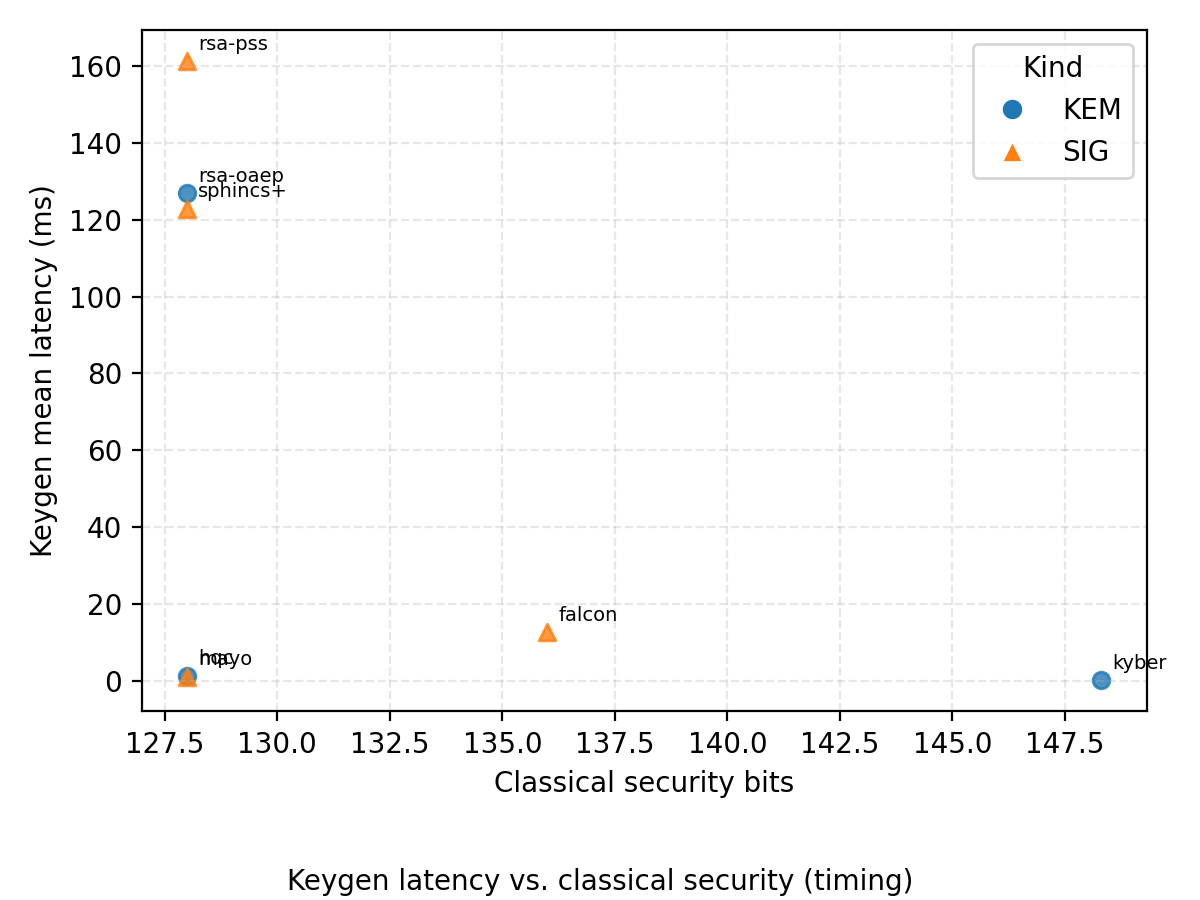 rsa-pss
rsa-oaep
sphincs+
falcon
hqc
mayo
kyber
Kind
KEM
SIG
160
140
120
100
80
60
40
20
0
Keygen mean latency (ms)
127.5 130.0 132.5 135.0 137.5 140.0 142.5 145.0 147.5
Classical security bits
Keygen latency vs. classical security (timing)